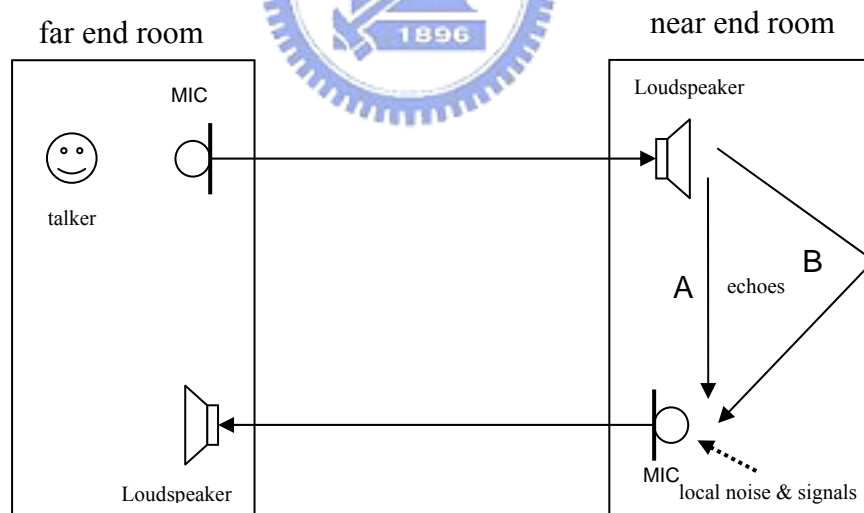 far end room
near end room
1896
MIC
Loudspeaker
talker
A
echoes
B
Loudspeaker
MIC
local noise & signals